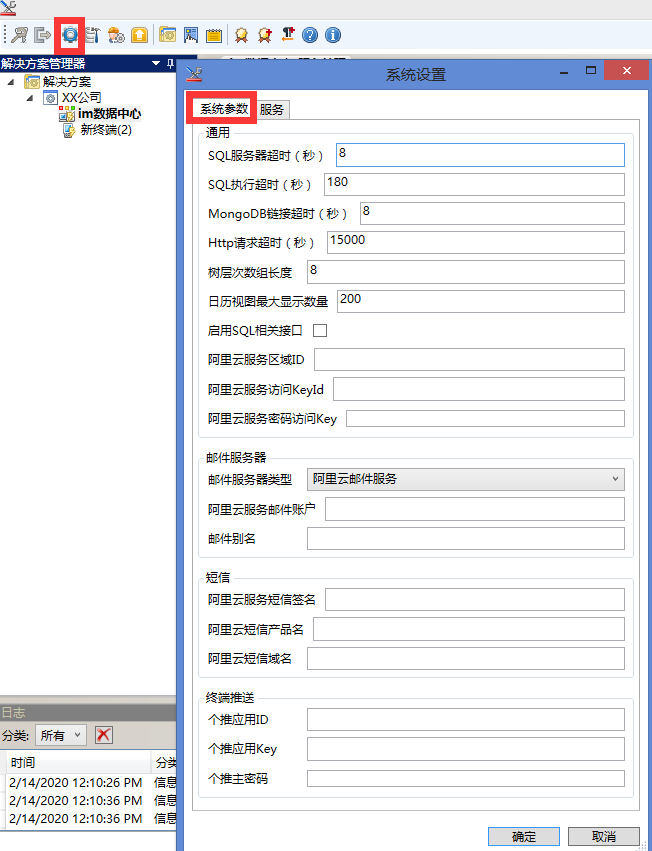 解决方案管理器
解决方案
XX公司
im数据中心
新终端(2)
系统设置
系统参数
服务
通用
SQL服务器超时（秒） 8
SQL执行超时（秒） 180
MongoDB链接超时（秒） 8
Http请求超时（秒） 15000
树层次数组长度 8
日历视图最大显示数量 200
启用SQL相关接口
阿里云服务区域ID
阿里云服务访问KeyId
阿里云服务密码访问Key
邮件服务器
邮件服务器类型 阿里云邮件服务
阿里云服务邮件账户
邮件别名
短信
阿里云服务短信签名
阿里云短信产品名
阿里云短信域名
终端推送
个推应用ID
个推应用Key
个推主密码
确定 取消
日志
分类: 所有
时间 分类
2/14/2020 12:10:26 PM 信息
2/14/2020 12:10:36 PM 信息
2/14/2020 12:10:36 PM 信息